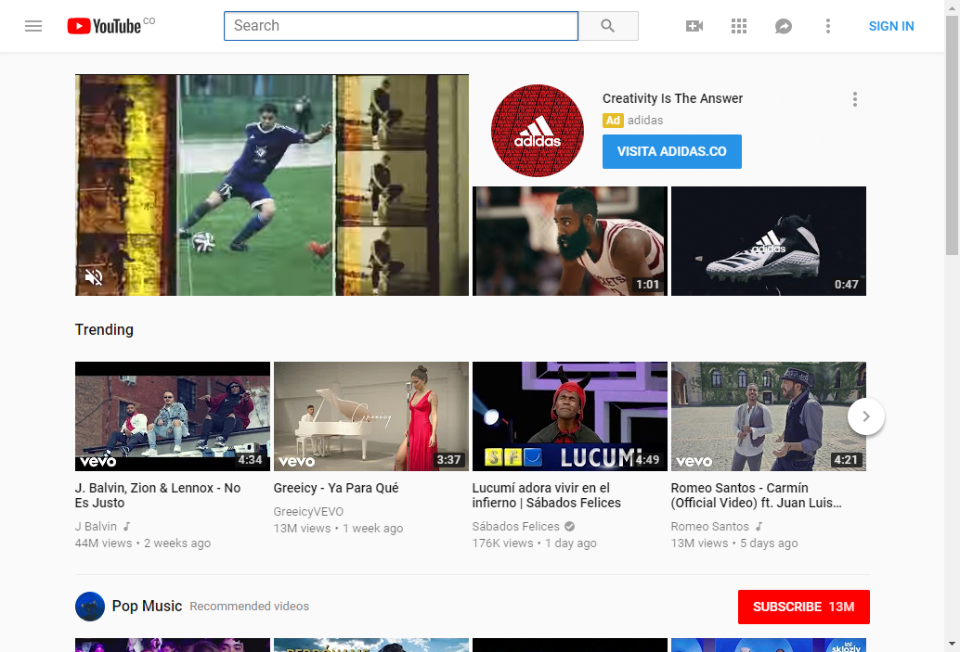 YouTube CO
Search
SIGN IN
Creativity Is The Answer
Ad adidas
VISITA ADIDAS.CO
adidas
1:01
adidas
0:47
Trending
vevo
4:34
Greeicy
vevo
3:37
SF
LUCUMí
4:49
vevo
4:21
J. Balvin, Zion & Lennox - No
Es Justo
J Balvin
44M views • 2 weeks ago
Greeicy - Ya Para Qué
GreeicyVEVO
13M views • 1 week ago
Lucumí adora vivir en el
infierno | Sábados Felices
Sábados Felices
176K views • 1 day ago
Romeo Santos - Carmín
(Official Video) ft. Juan Luis...
Romeo Santos
13M views • 5 days ago
Pop Music Recommended videos
SUBSCRIBE 13M